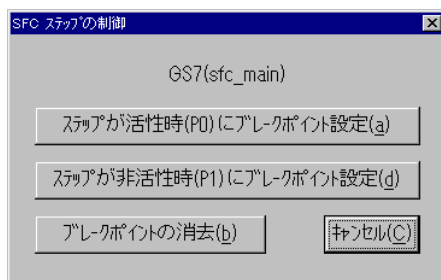 SFC ｽﾃｯﾌﾟの制御
GS7(sfc_main)
ｽﾃｯﾌﾟが活性時(P0)にﾌﾞﾚｰｸﾎﾟｲﾝﾄ設定(a)
ｽﾃｯﾌﾟが非活性時(P1)にﾌﾞﾚｰｸﾎﾟｲﾝﾄ設定(d)
ﾌﾞﾚｰｸﾎﾟｲﾝﾄの消去(b)
ｷｬﾝｾﾙ(C)